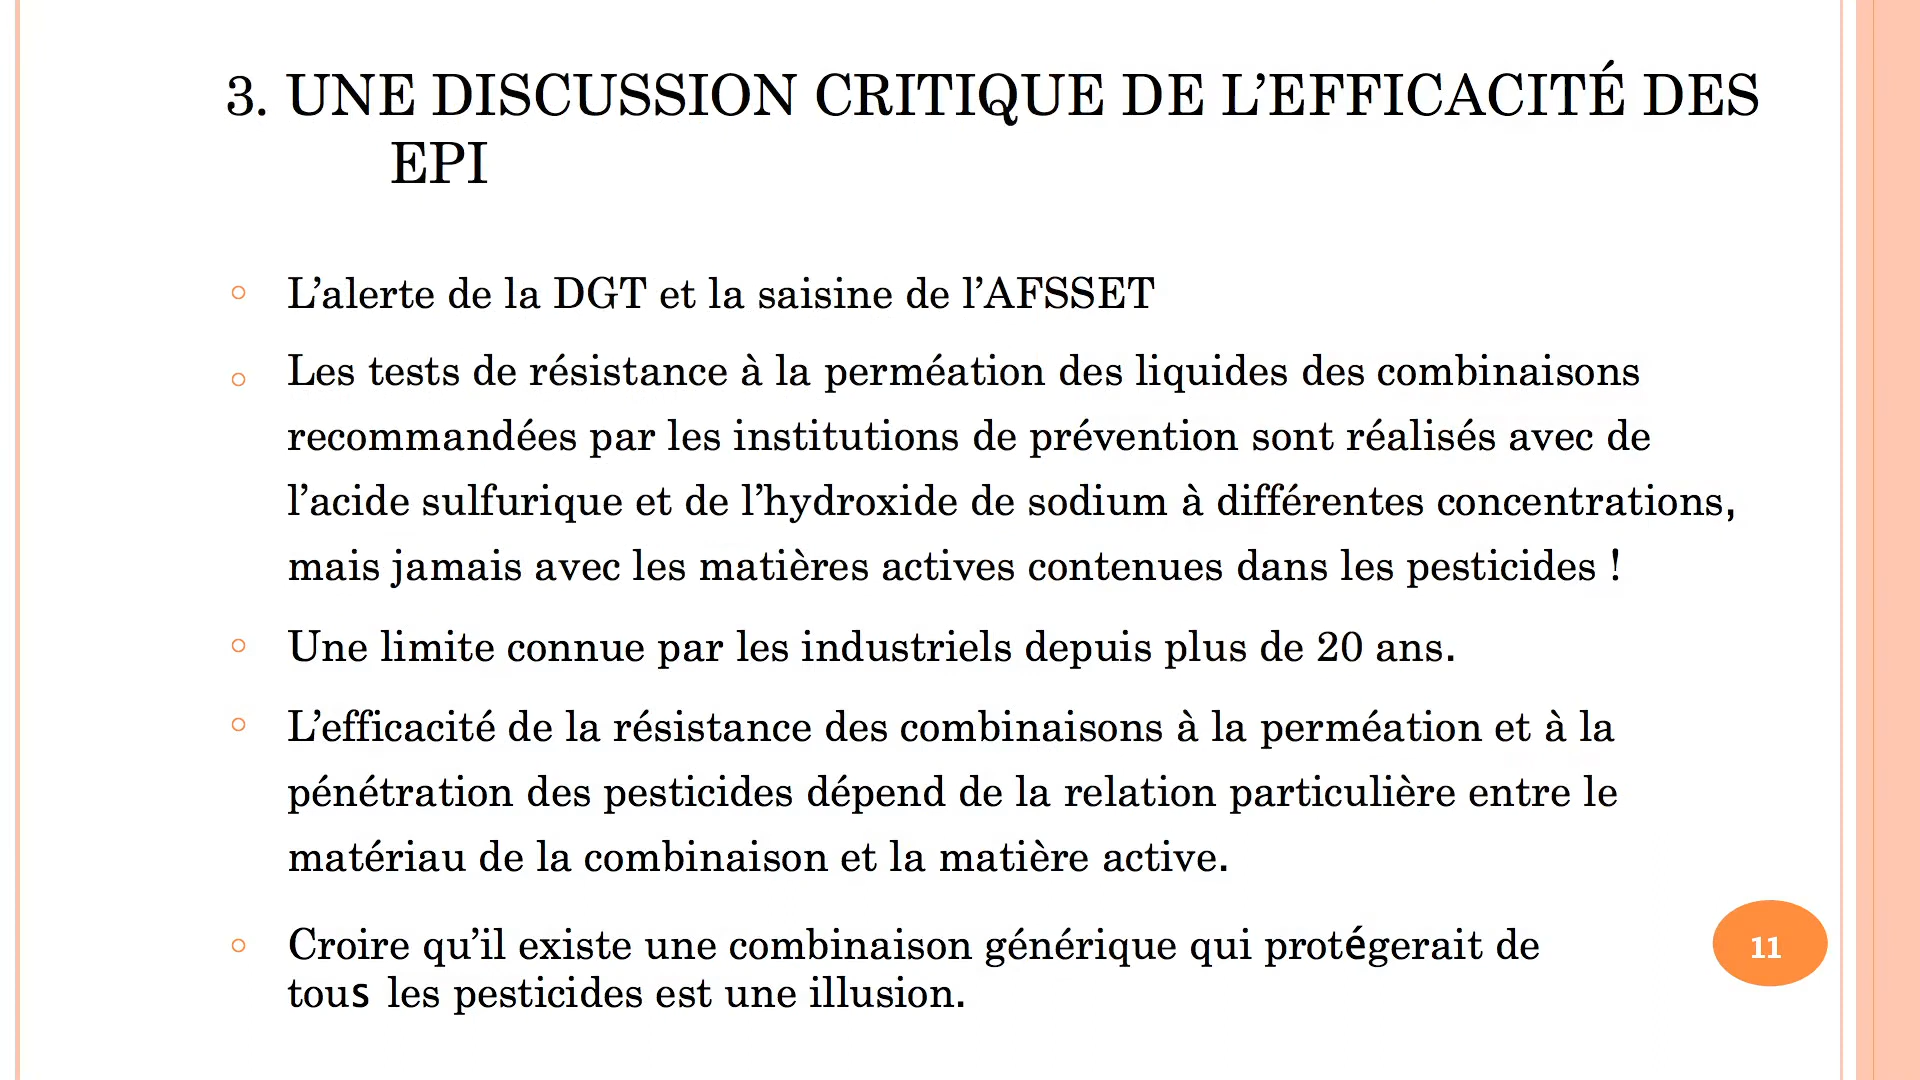 3. UNE DISCUSSION CRITIQUE DE L’EFFICACITÉ DES
EPI
L’alerte de la DGT et la saisine de l’AFSSET
Les tests de résistance à la perméation des liquides des combinaisons
recommandées par les institutions de prévention sont réalisés avec de
l’acide sulfurique et de l’hydroxide de sodium à différentes concentrations,
mais jamais avec les matières actives contenues dans les pesticides !
Une limite connue par les industriels depuis plus de 20 ans.
L’efficacité de la résistance des combinaisons à la perméation et à la
pénétration des pesticides dépend de la relation particulière entre le
matériau de la combinaison et la matière active.
Croire qu’il existe une combinaison générique qui protégerait de
tous les pesticides est une illusion.
11